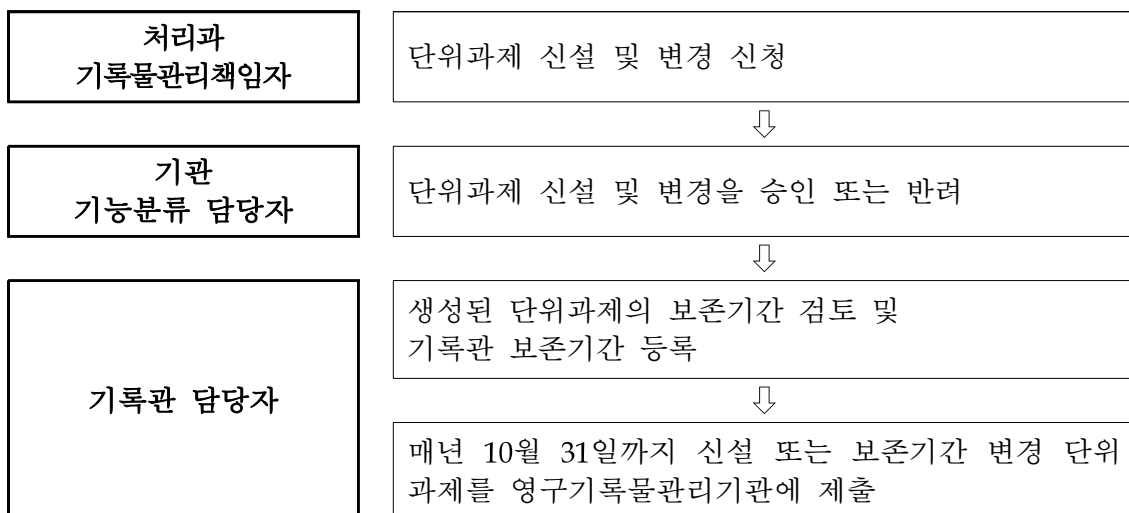 처리과
기록물관리책임자
단위과제 신설 및 변경 신청
기관
기능분류 담당자
단위과제 신설 및 변경을 승인 또는 반려
기록관 담당자
생성된 단위과제의 보존기간 검토 및
기록관 보존기간 등록
매년 10월 31일까지 신설 또는 보존기간 변경 단위
과제를 영구기록물관리기관에 제출